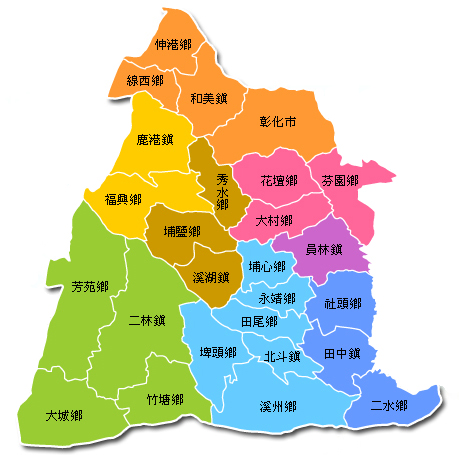 伸港鄉
線西鄉
和美鎮
彰化市
鹿港鎮
福興鄉
秀水鄉
花壇鄉
芬園鄉
大村鄉
埔鹽鄉
員林鎮
溪湖鎮
埔心鄉
芳苑鄉
永靖鄉
社頭鄉
二林鎮
田尾鄉
埤頭鄉
北斗鎮
田中鎮
竹塘鄉
大城鄉
溪州鄉
二水鄉